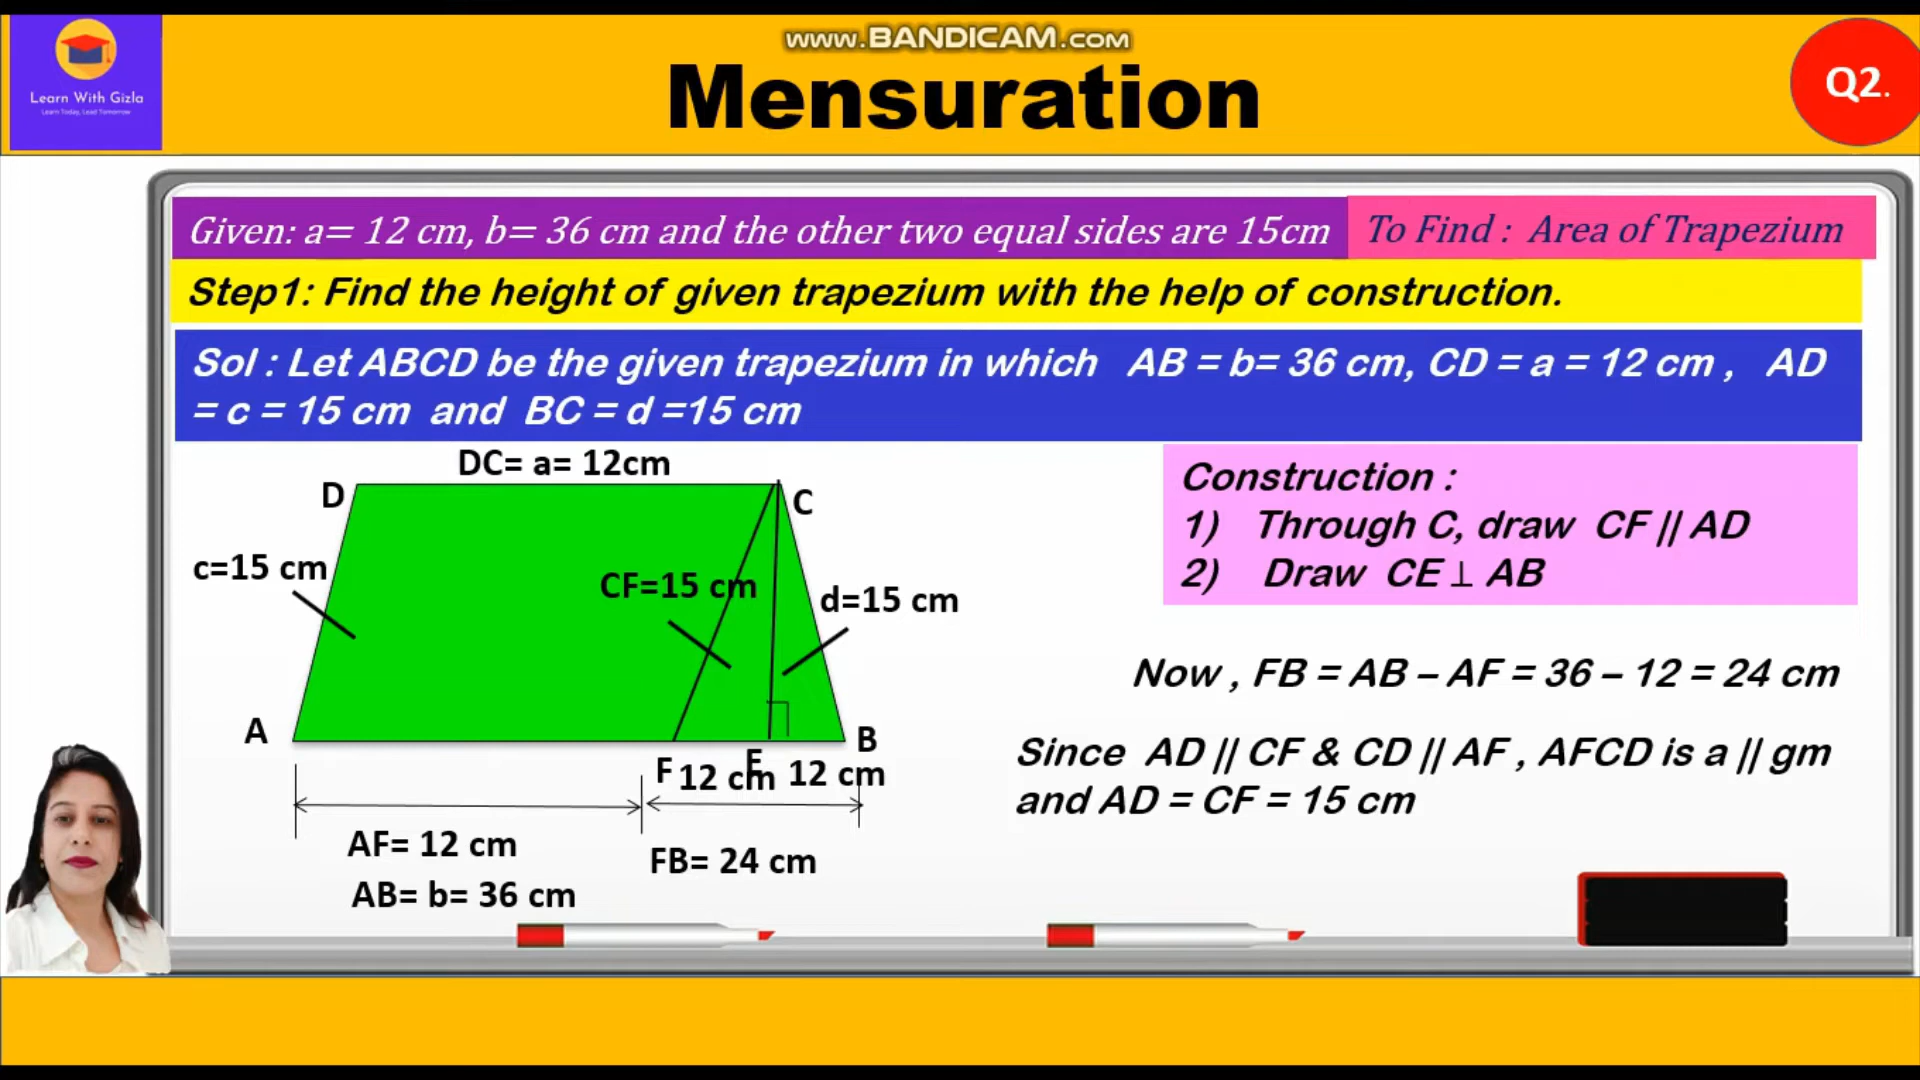 www.BANDICAM.com
Learn With Gizla
Learn Today, Lead Tomorrow
Mensuration
Q2.
Given: a= 12 cm, b= 36 cm and the other two equal sides are 15cm
To Find : Area of Trapezium
Step1: Find the height of given trapezium with the help of construction.
Sol : Let ABCD be the given trapezium in which AB = b= 36 cm, CD = a = 12 cm , AD
= c = 15 cm and BC = d =15 cm
DC= a= 12cm
D
C
c=15 cm
CF=15 cm
d=15 cm
A
B
F
E
12 cm
12 cm
AF= 12 cm
FB= 24 cm
AB= b= 36 cm
Construction :
1) Through C, draw CF // AD
2) Draw CE ⊥ AB
Now , FB = AB – AF = 36 – 12 = 24 cm
Since AD // CF & CD // AF , AFCD is a // gm
and AD = CF = 15 cm